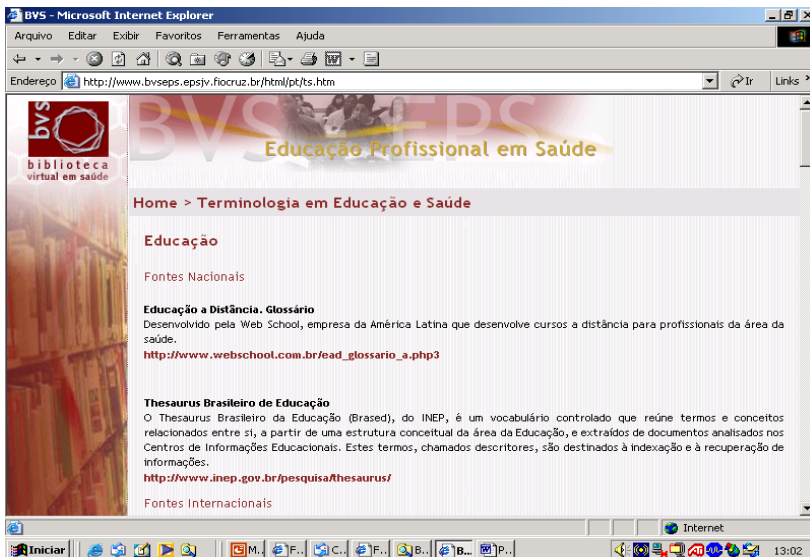 BVS - Microsoft Internet Explorer
Arquivo Editar Exibir Favoritos Ferramentas Ajuda
Endereço http://www.bvseps.epsjv.fiocruz.br/html/pt/ts.htm Ir Links
bvs
biblioteca
virtual em saúde
BVS EPS
Educação Profissional em Saúde
Home > Terminologia em Educação e Saúde
Educação
Fontes Nacionais
Educação a Distância. Glossário
Desenvolvido pela Web School, empresa da América Latina que desenvolve cursos a distância para profissionais da área da
saúde.
http://www.webschool.com.br/ead_glossario_a.php3
Thesaurus Brasileiro de Educação
O Thesaurus Brasileiro da Educação (Brased), do INEP, é um vocabulário controlado que reúne termos e conceitos
relacionados entre si, a partir de uma estrutura conceitual da área da Educação, e extraídos de documentos analisados nos
Centros de Informações Educacionais. Estes termos, chamados descritores, são destinados à indexação e à recuperação de
informações.
http://www.inep.gov.br/pesquisa/thesaurus/
Fontes Internacionais
Internet
Iniciar M.. F.. C.. F.. B.. B... P... 13:02